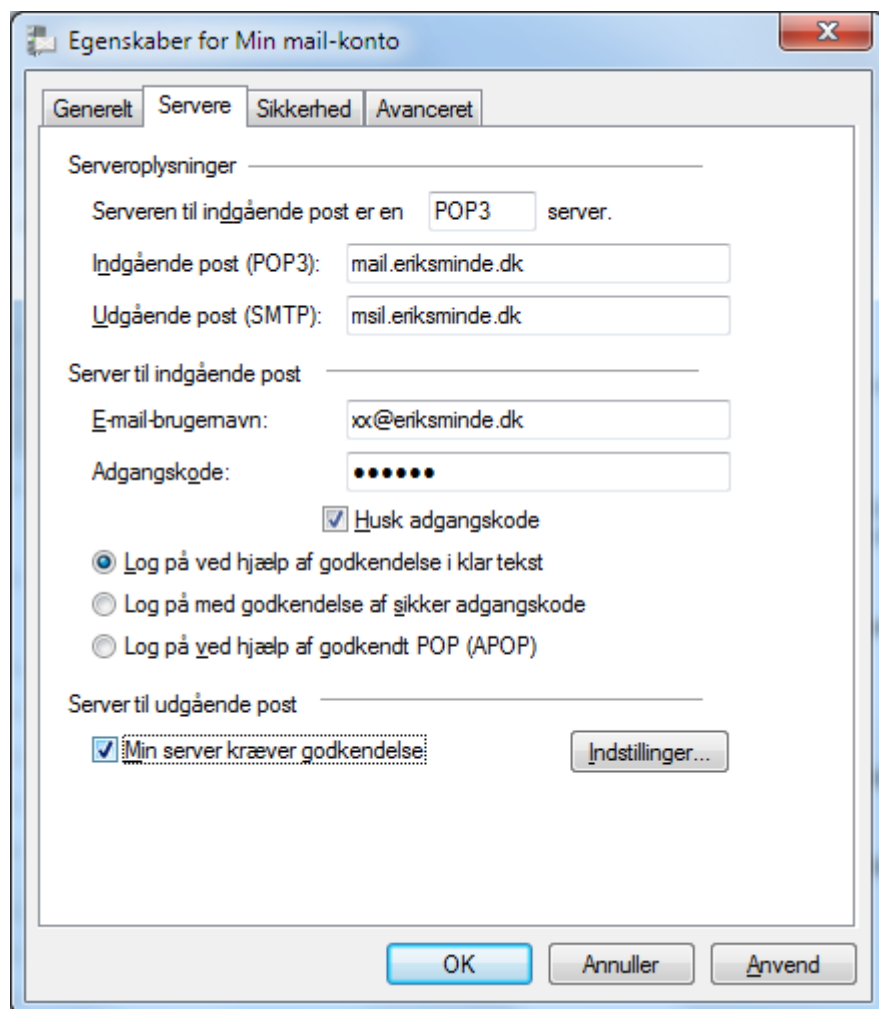 Egenskaber for Min mail-konto
Generelt Servere Sikkerhed Avanceret
Serveroplysninger
Serveren til indgående post er en POP3 server.
Indgående post (POP3): mail.eriksminde.dk
Udgående post (SMTP): msil.eriksminde.dk
Server til indgående post
E-mail-brugernavn: xx@eriksminde.dk
Adgangskode: ●●●●●●
Husk adgangskode
Log på ved hjælp af godkendelse i klar tekst
Log på med godkendelse af sikker adgangskode
Log på ved hjælp af godkendt POP (APOP)
Server til udgående post
Min server kræver godkendelse Indstillinger...
OK Annuller Anvend